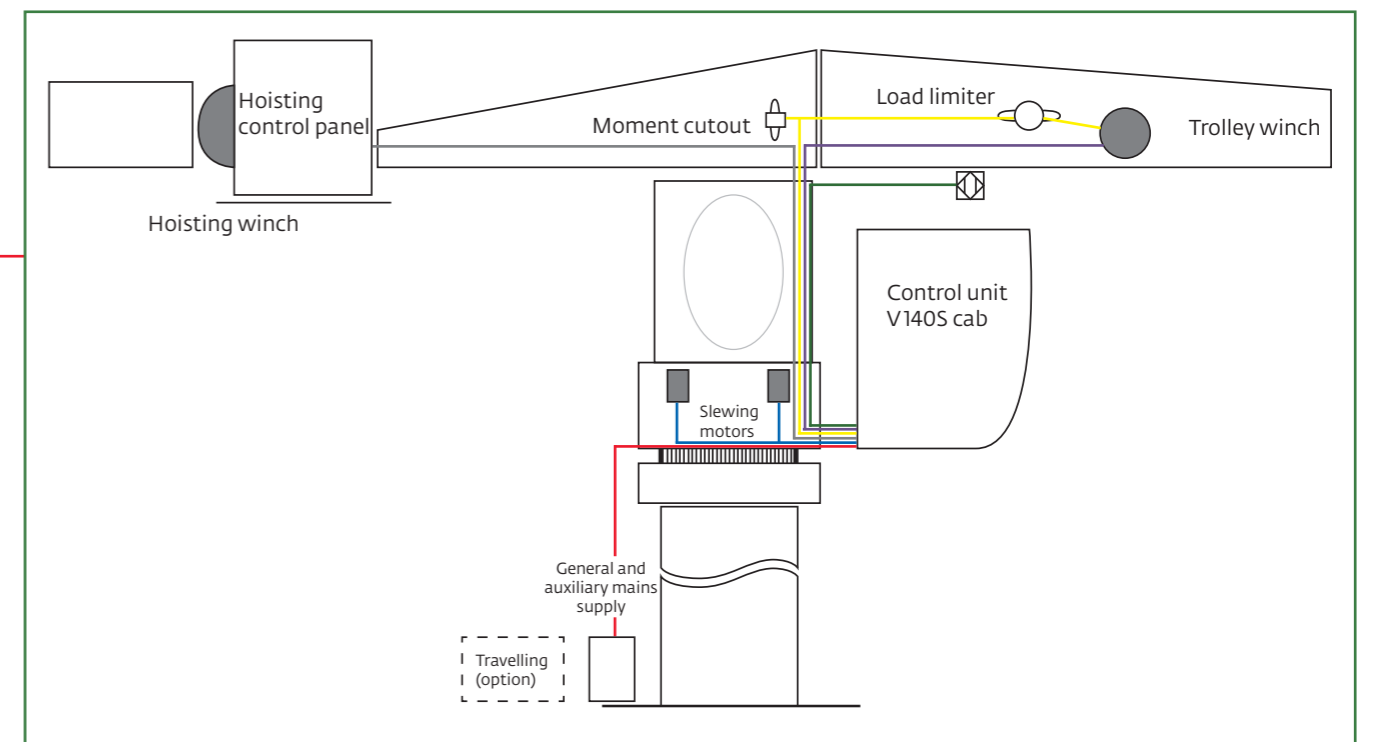 Hoisting
control panel
Hoisting winch
Moment cutout
Load limiter
Trolley winch
Control unit
V140S cab
Slewing
motors
General and
auxiliary mains
supply
Travelling
(option)